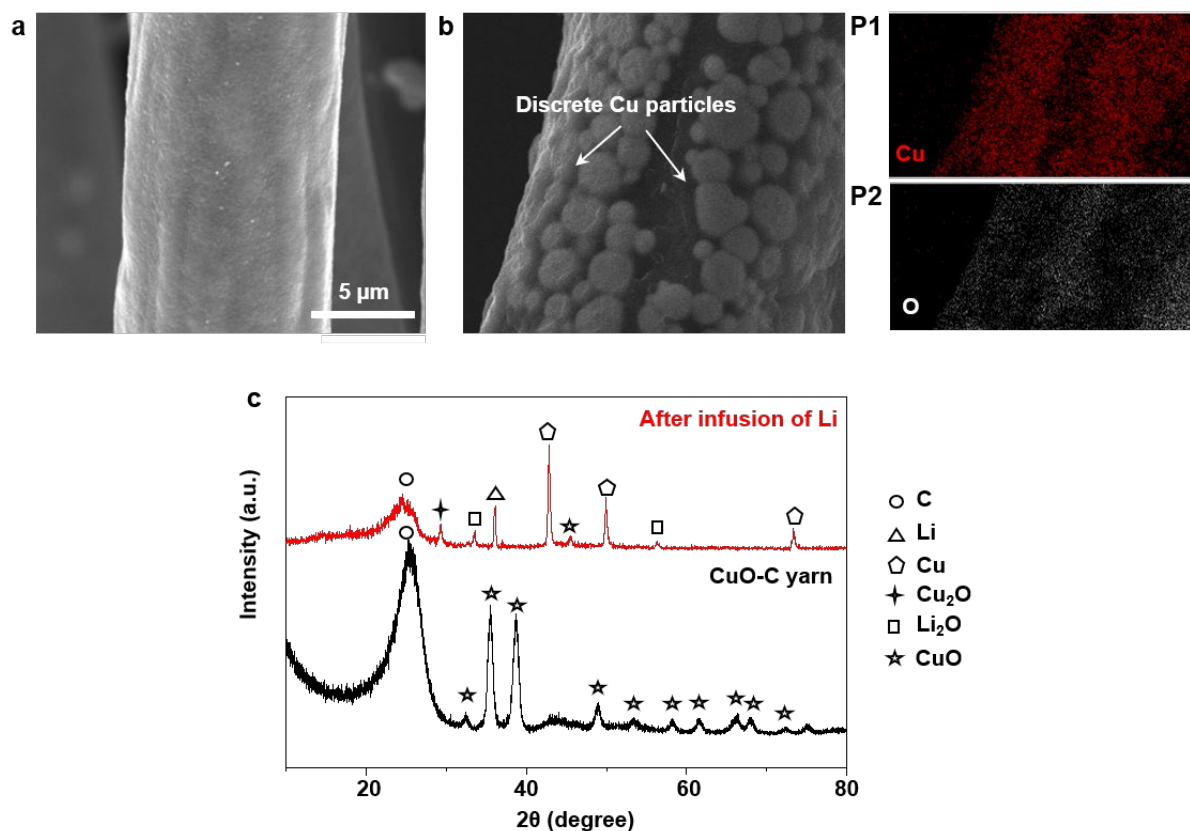 a
5 μm
b
Discrete Cu particles
P1
Cu
P2
O
c
After infusion of Li
CuO-C yarn
Intensity (a.u.)
20
40
60
80
2θ (degree)
C
Li
Cu
Cu₂O
Li₂O
CuO